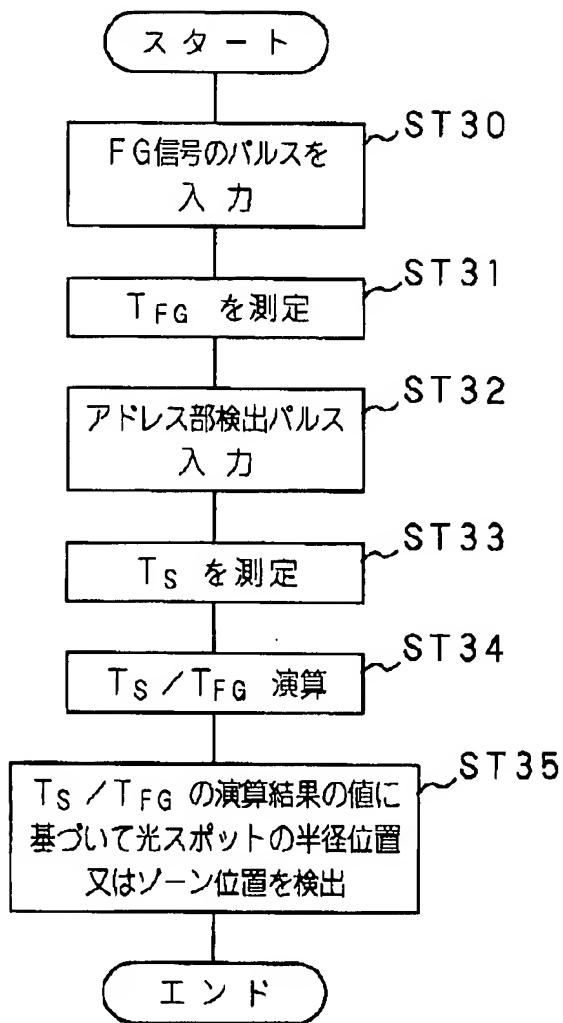 スタート
ST30
FG信号のパルスを
入力
ST31
TFG を測定
ST32
アドレス部検出パルス
入力
ST33
TS を測定
ST34
TS/TFG 演算
ST35
TS/TFG の演算結果の値に
基づいて光スポットの半径位置
又はゾーン位置を検出
エンド